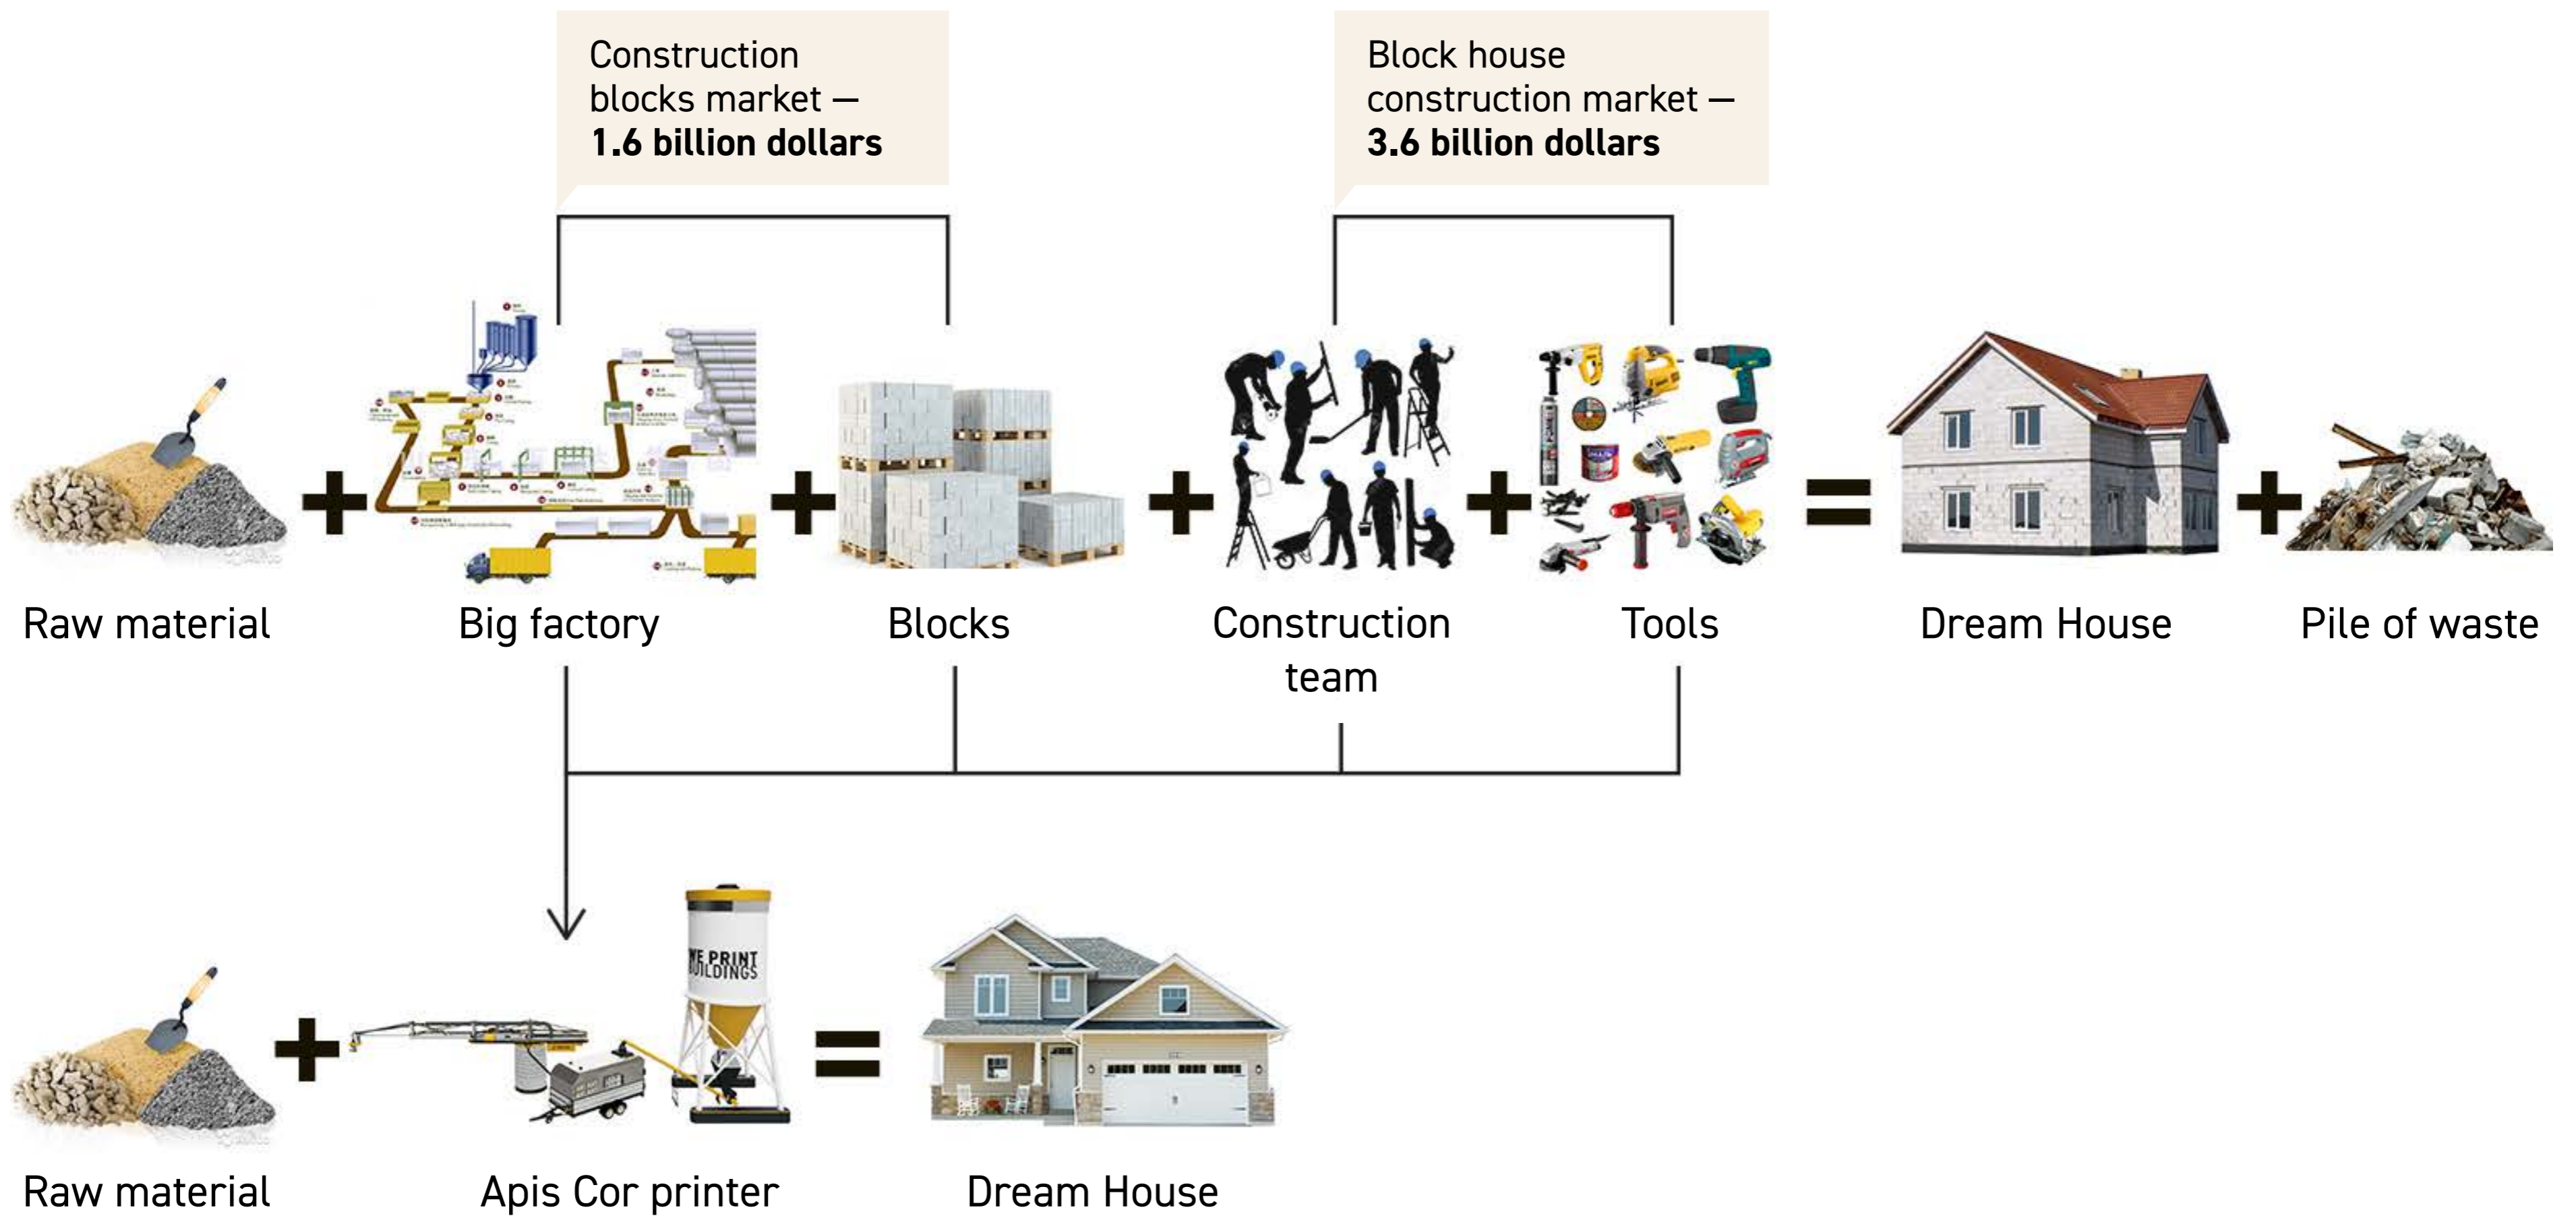 Construction
blocks market —
1.6 billion dollars
Block house
construction market —
3.6 billion dollars
Raw material
Big factory
Blocks
Construction
team
Tools
Dream House
Pile of waste
WE PRINT
BUILDINGS
Raw material
Apis Cor printer
Dream House